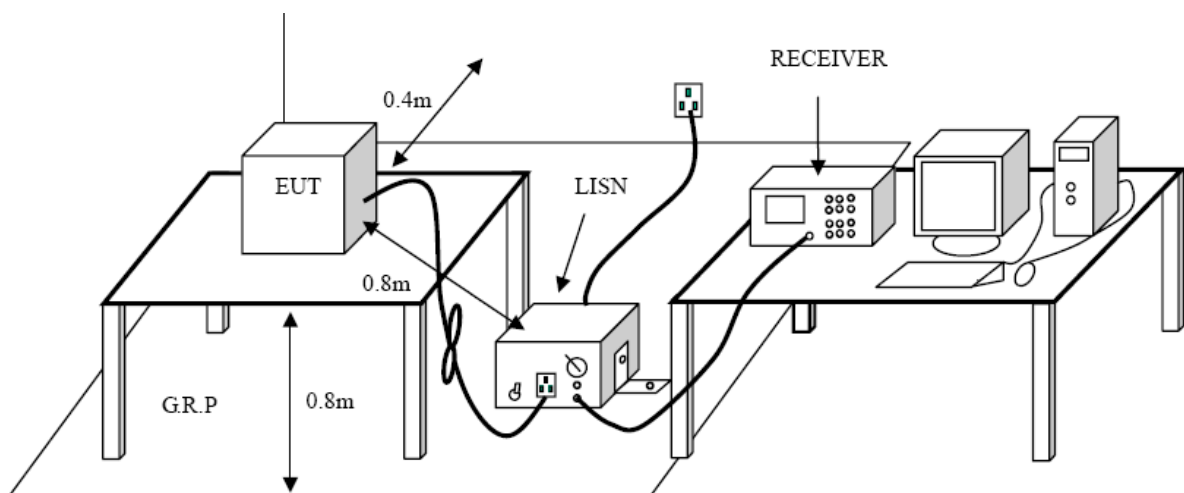 RECEIVER
0.4m
EUT
LISN
0.8m
G.R.P
0.8m